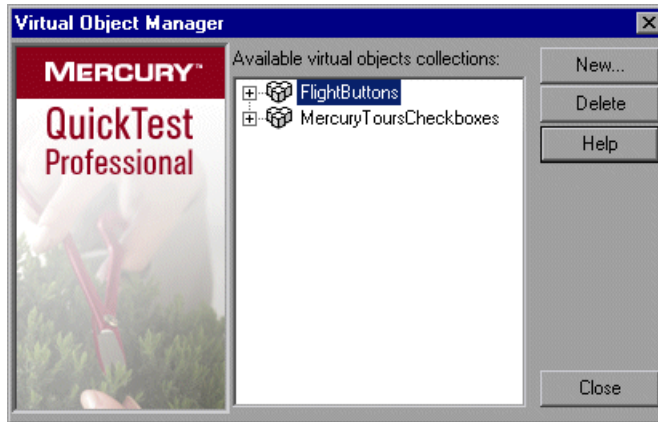 Virtual Object Manager
MERCURY™
QuickTest
Professional
Available virtual objects collections:
FlightButtons
MercuryToursCheckboxes
New...
Delete
Help
Close